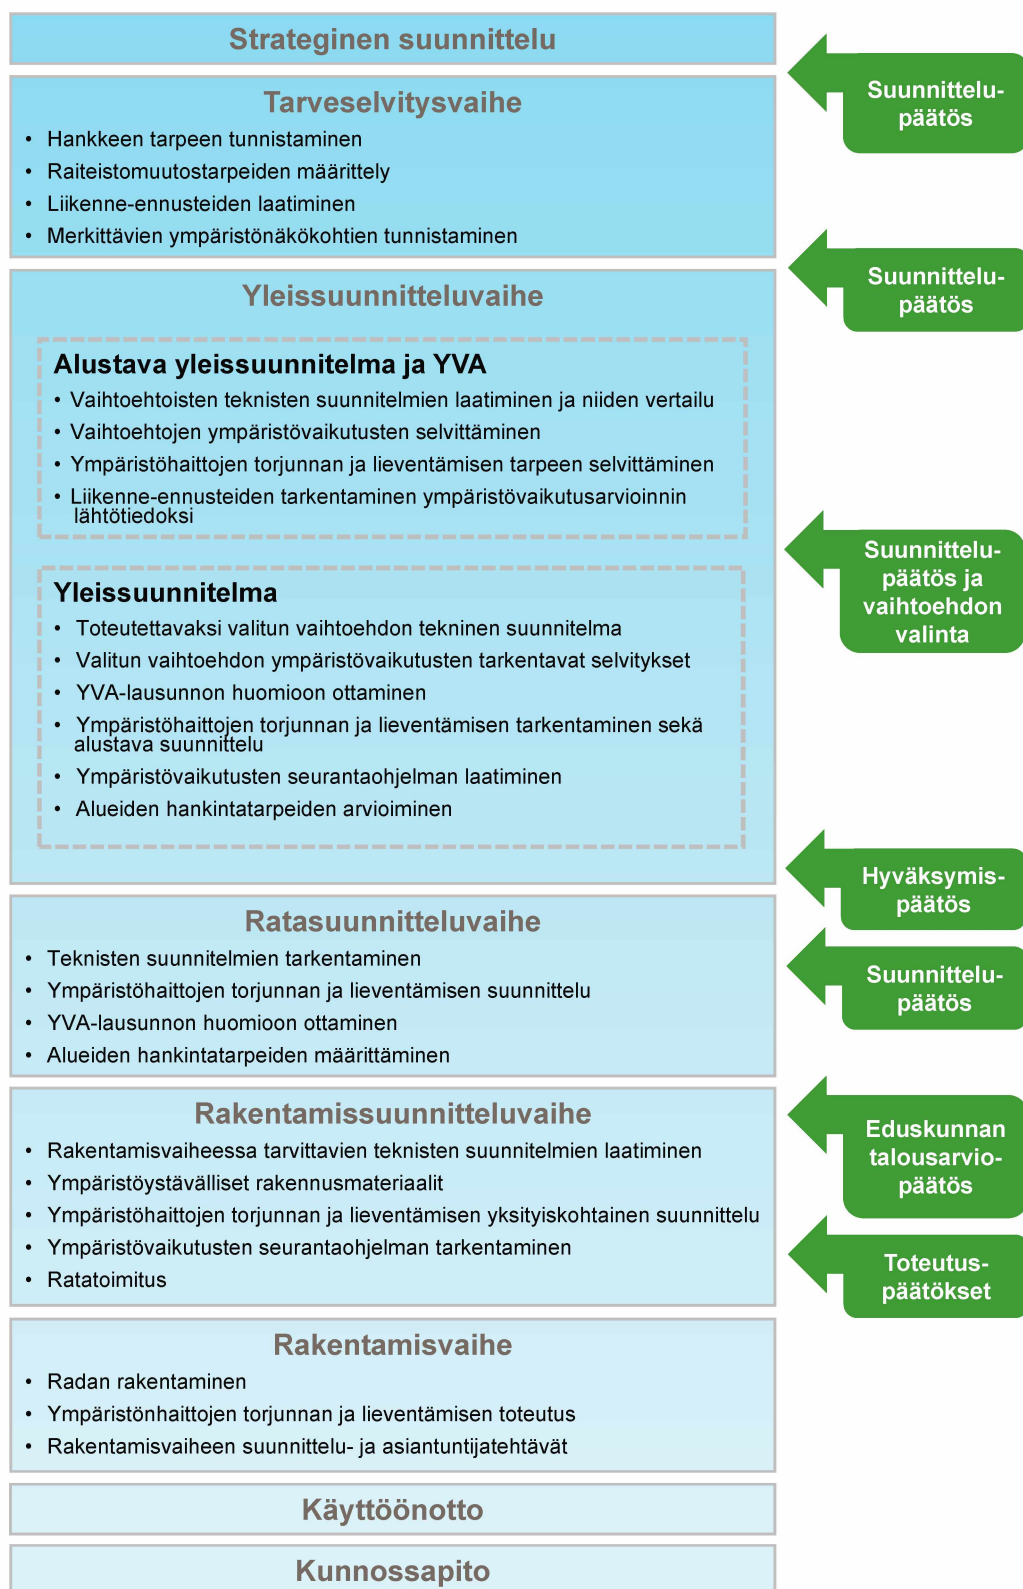 Strateginen suunnittelu
Suunnittelu-
päätös
Tarveselvitysvaihe
• Hankkeen tarpeen tunnistaminen
• Raiteistomuutostarpeiden määrittely
• Liikenne-ennusteiden laatiminen
• Merkittävien ympäristönäkökohtien tunnistaminen
Suunnittelu-
päätös
Yleissuunnitteluvaihe
Alustava yleissuunnitelma ja YVA
• Vaihtoehtoisten teknisten suunnitelmien laatiminen ja niiden vertailu
• Vaihtoehtojen ympäristövaikutusten selvittäminen
• Ympäristöhaittojen torjunnan ja lieventämisen tarpeen selvittäminen
• Liikenne-ennusteiden tarkentaminen ympäristövaikutusarvioinnin
lähtötiedoksi
Suunnittelu-
päätös ja
vaihtoehdon
valinta
Yleissuunnitelma
• Toteutettavaksi valitun vaihtoehdon tekninen suunnitelma
• Valitun vaihtoehdon ympäristövaikutusten tarkentavat selvitykset
• YVA-lausunnon huomioon ottaminen
• Ympäristöhaittojen torjunnan ja lieventämisen tarkentaminen sekä
alustava suunnittelu
• Ympäristövaikutusten seurantaohjelman laatiminen
• Alueiden hankintatarpeiden arvioiminen
Hyväksymis-
päätös
Ratasuunnitteluvaihe
• Teknisten suunnitelmien tarkentaminen
• Ympäristöhaittojen torjunnan ja lieventämisen suunnittelu
• YVA-lausunnon huomioon ottaminen
• Alueiden hankintatarpeiden määrittäminen
Suunnittelu-
päätös
Rakentamissuunnitteluvaihe
• Rakentamisvaiheessa tarvittavien teknisten suunnitelmien laatiminen
• Ympäristöystävälliset rakennusmateriaalit
• Ympäristöhaittojen torjunnan ja lieventämisen yksityiskohtainen suunnittelu
• Ympäristövaikutusten seurantaohjelman tarkentaminen
• Ratatoimitus
Eduskunnan
talousarvio-
päätös
Toteutus-
päätökset
Rakentamisvaihe
• Radan rakentaminen
• Ympäristönhaittojen torjunnan ja lieventämisen toteutus
• Rakentamisvaiheen suunnittelu- ja asiantuntijatehtävät
Käyttöönotto
Kunnossapito